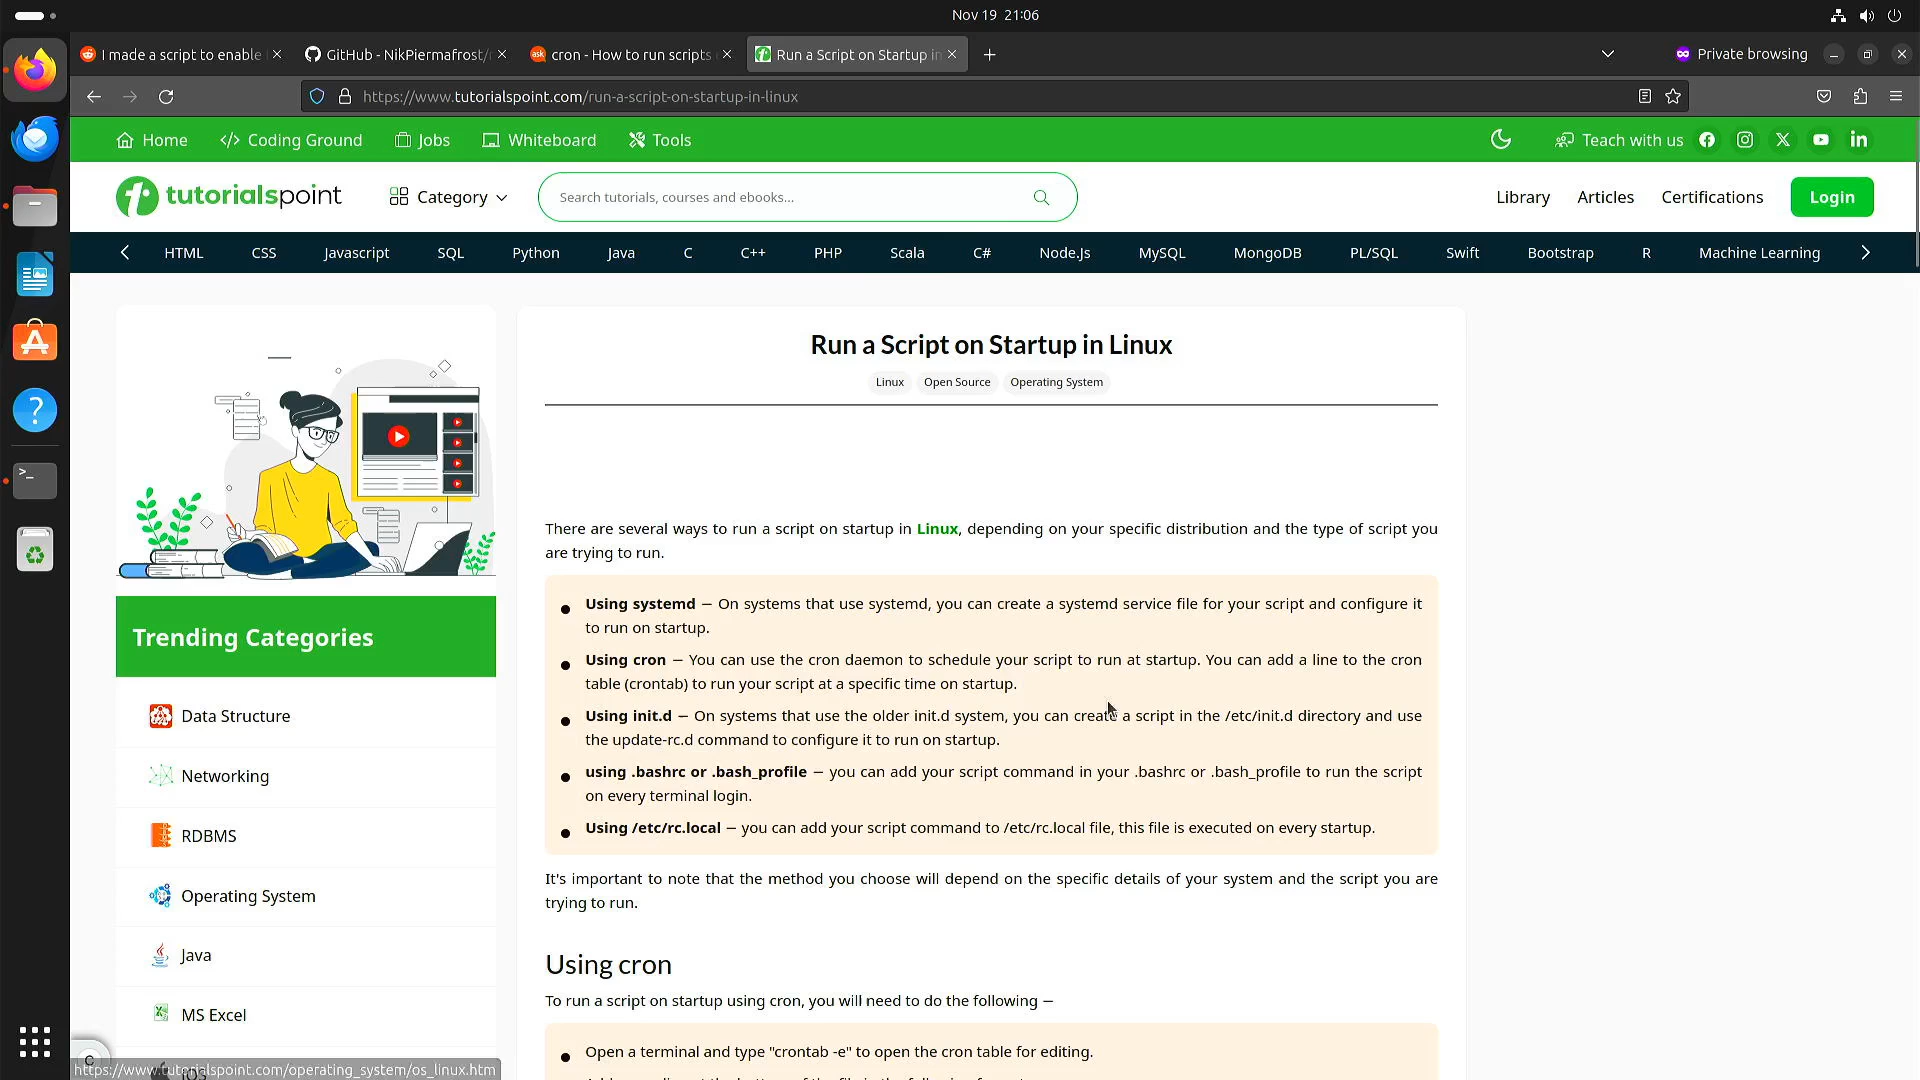 Nov 19 21:06
I made a script to enable
GitHub - NikPiermafrost/
cron - How to run scripts
Run a Script on Startup in
Private browsing
https://www.tutorialspoint.com/run-a-script-on-startup-in-linux
Home
Coding Ground
Jobs
Whiteboard
Tools
Teach with us
tutorialspoint
Category
Search tutorials, courses and ebooks...
Library
Articles
Certifications
Login
HTML
CSS
Javascript
SQL
Python
Java
C
C++
PHP
Scala
C#
Node.Js
MySQL
MongoDB
PL/SQL
Swift
Bootstrap
R
Machine Learning
Run a Script on Startup in Linux
Linux
Open Source
Operating System
There are several ways to run a script on startup in Linux, depending on your specific distribution and the type of script you
are trying to run.
Using systemd − On systems that use systemd, you can create a systemd service file for your script and configure it
to run on startup.
Using cron − You can use the cron daemon to schedule your script to run at startup. You can add a line to the cron
table (crontab) to run your script at a specific time on startup.
Using init.d − On systems that use the older init.d system, you can create a script in the /etc/init.d directory and use
the update-rc.d command to configure it to run on startup.
using .bashrc or .bash_profile − you can add your script command in your .bashrc or .bash_profile to run the script
on every terminal login.
Using /etc/rc.local − you can add your script command to /etc/rc.local file, this file is executed on every startup.
It's important to note that the method you choose will depend on the specific details of your system and the script you are
trying to run.
Using cron
To run a script on startup using cron, you will need to do the following −
Open a terminal and type "crontab -e" to open the cron table for editing.
Trending Categories
Data Structure
Networking
RDBMS
Operating System
Java
MS Excel
iOS
https://www.tutorialspoint.com/operating_system/os_linux.htm